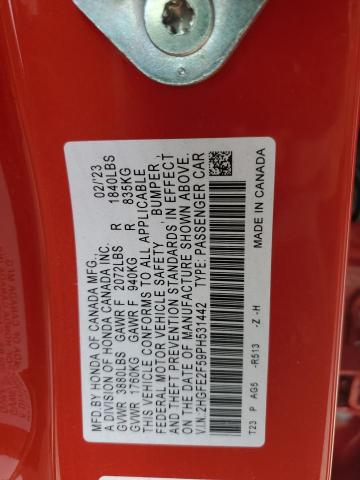 MFD. BY HONDA OF CANADA MFG.; 02/'23
A DIVISION OF HONDA CANADA INC.
GVWR 3880LBS GAWR F 2072LBS R 1840LBS
GVWR 1760KG GAWR F 940KG R 835KG
THIS VEHICLE CONFORMS TO ALL APPLICABLE
FEDERAL MOTOR VEHICLE SAFETY, BUMPER,
AND THEFT PREVENTION STANDARDS IN EFFECT
ON THE DATE OF MANUFACTURE SHOWN ABOVE.
V.I.N: 2HGFE2F59PH531442 TYPE: PASSENGER CAR
T23 P AG5 -R513 -Z -H MADE IN CANADA